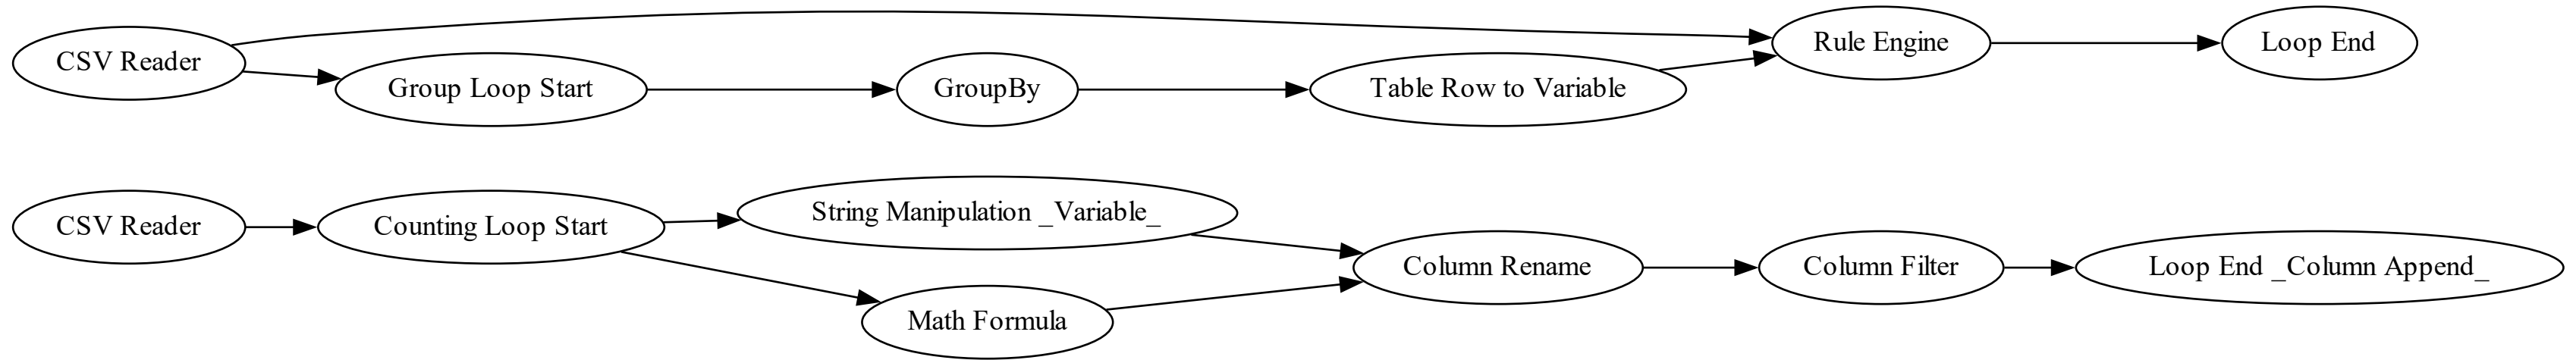 CSV Reader
Group Loop Start
GroupBy
Table Row to Variable
Rule Engine
Loop End
CSV Reader
Counting Loop Start
String Manipulation _Variable_
Math Formula
Column Rename
Column Filter
Loop End _Column Append_